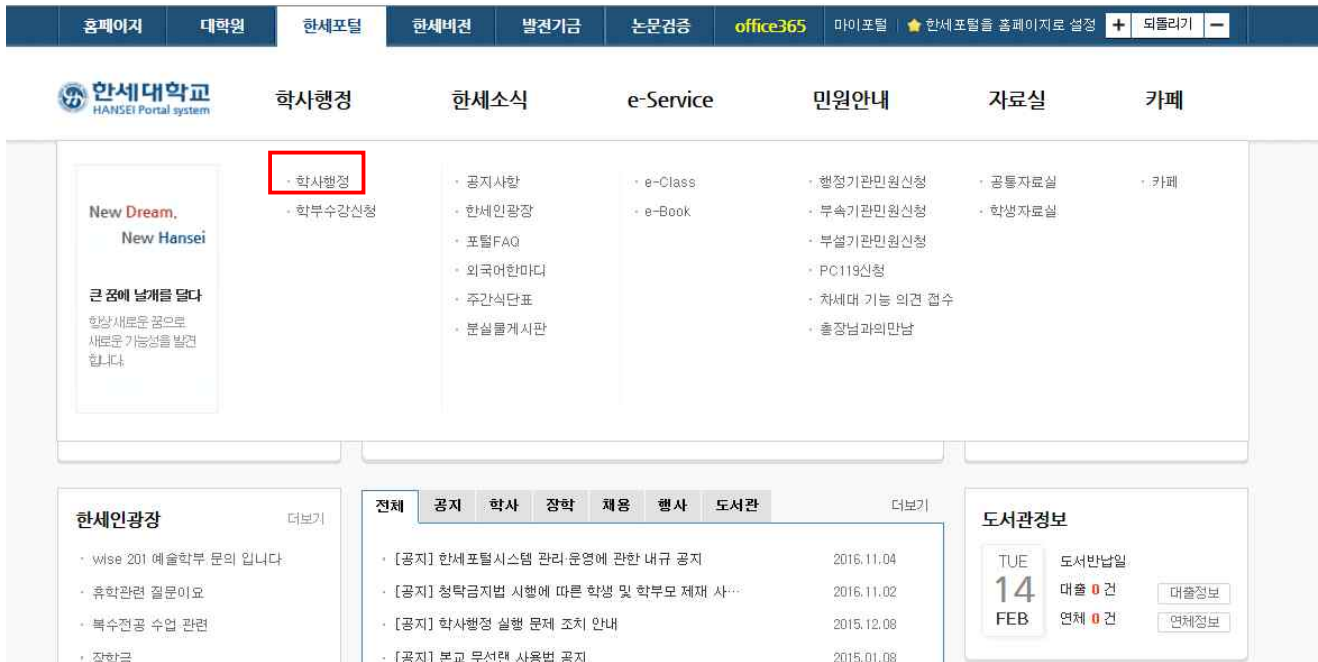 홈페이지 대학원 한세포털 한세비전 발전기금 논문검증 office365 마이포털 한세포털을 홈페이지로 설정 + 되돌리기 −
한세대학교
HANSEI Portal system
학사행정 한세소식 e-Service 민원안내 자료실 카페
New Dream,
New Hansei
큰 꿈에 날개를 달다
항상 새로운 꿈으로
새로운 가능성을 발견
합니다.
· 학사행정
· 학부수강신청
· 공지사항
· 한세인광장
· 포털FAQ
· 외국어한마디
· 주간식단표
· 분실물게시판
· e-Class
· e-Book
· 행정기관민원신청
· 부속기관민원신청
· 부설기관민원신청
· PC119신청
· 차세대 기능 의견 접수
· 총장님과의만남
· 공통자료실
· 학생자료실
· 카페
한세인광장 더보기
· wise 201 예술학부 문의 입니다
· 휴학관련 질문이요
· 복수전공 수업 관련
· 장학금
전체 공지 학사 장학 채용 행사 도서관 더보기
· [공지] 한세포털시스템 관리·운영에 관한 내규 공지 2016.11.04
· [공지] 청탁금지법 시행에 따른 학생 및 학부모 제재 사… 2016.11.02
· [공지] 학사행정 실행 문제 조치 안내 2015.12.08
· [공지] 본교 무선랜 사용법 공지 2015.01.08
도서관정보
TUE
14
FEB
도서반납일
대출 0 건 대출정보
연체 0 건 연체정보